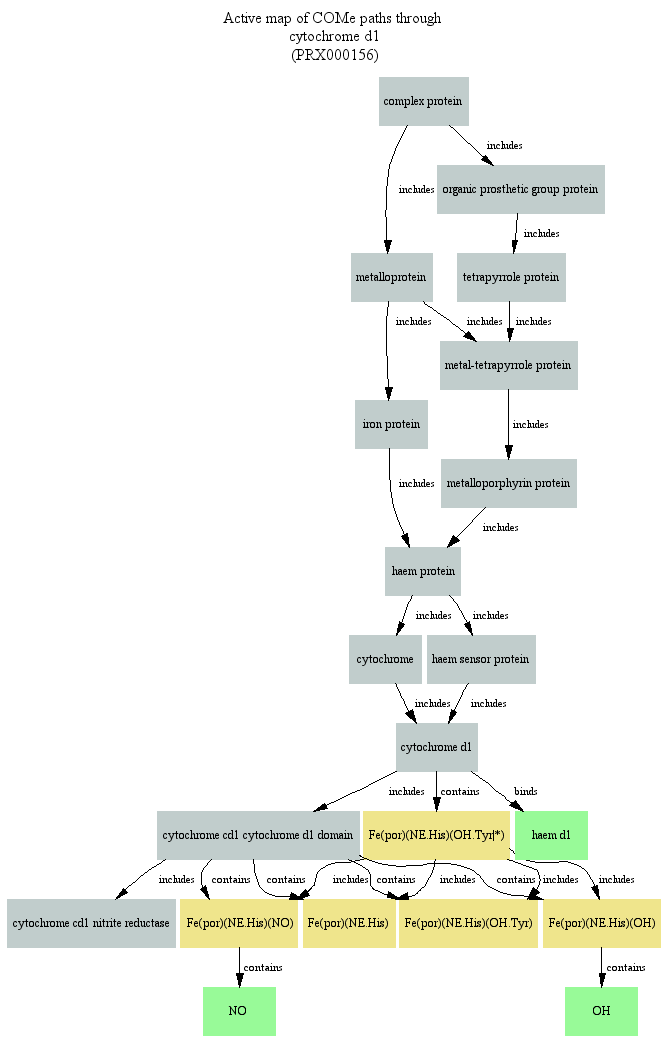 Active map of COMe paths through
cytochrome d1
(PRX000156)
complex protein
includes
includes
organic prosthetic group protein
includes
metalloprotein
tetrapyrrole protein
includes
includes
includes
metal-tetrapyrrole protein
iron protein
includes
includes
metalloporphyrin protein
includes
haem protein
includes
includes
cytochrome
haem sensor protein
includes
includes
cytochrome d1
includes
contains
binds
cytochrome cd1 cytochrome d1 domain
Fe(por)(NE.His)(OH.Tyr|*)
haem d1
includes
contains
contains
includes
contains
includes
contains
includes
includes
cytochrome cd1 nitrite reductase
Fe(por)(NE.His)(NO)
Fe(por)(NE.His)
Fe(por)(NE.His)(OH.Tyr)
Fe(por)(NE.His)(OH)
contains
contains
NO
OH